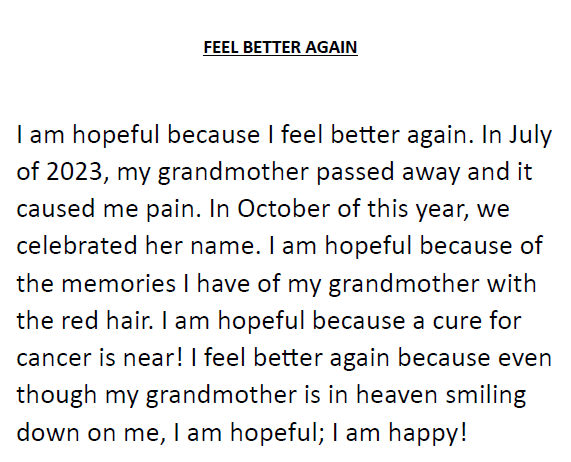 FEEL BETTER AGAIN
I am hopeful because I feel better again. In July
of 2023, my grandmother passed away and it
caused me pain. In October of this year, we
celebrated her name. I am hopeful because of
the memories I have of my grandmother with
the red hair. I am hopeful because a cure for
cancer is near! I feel better again because even
though my grandmother is in heaven smiling
down on me, I am hopeful; I am happy!